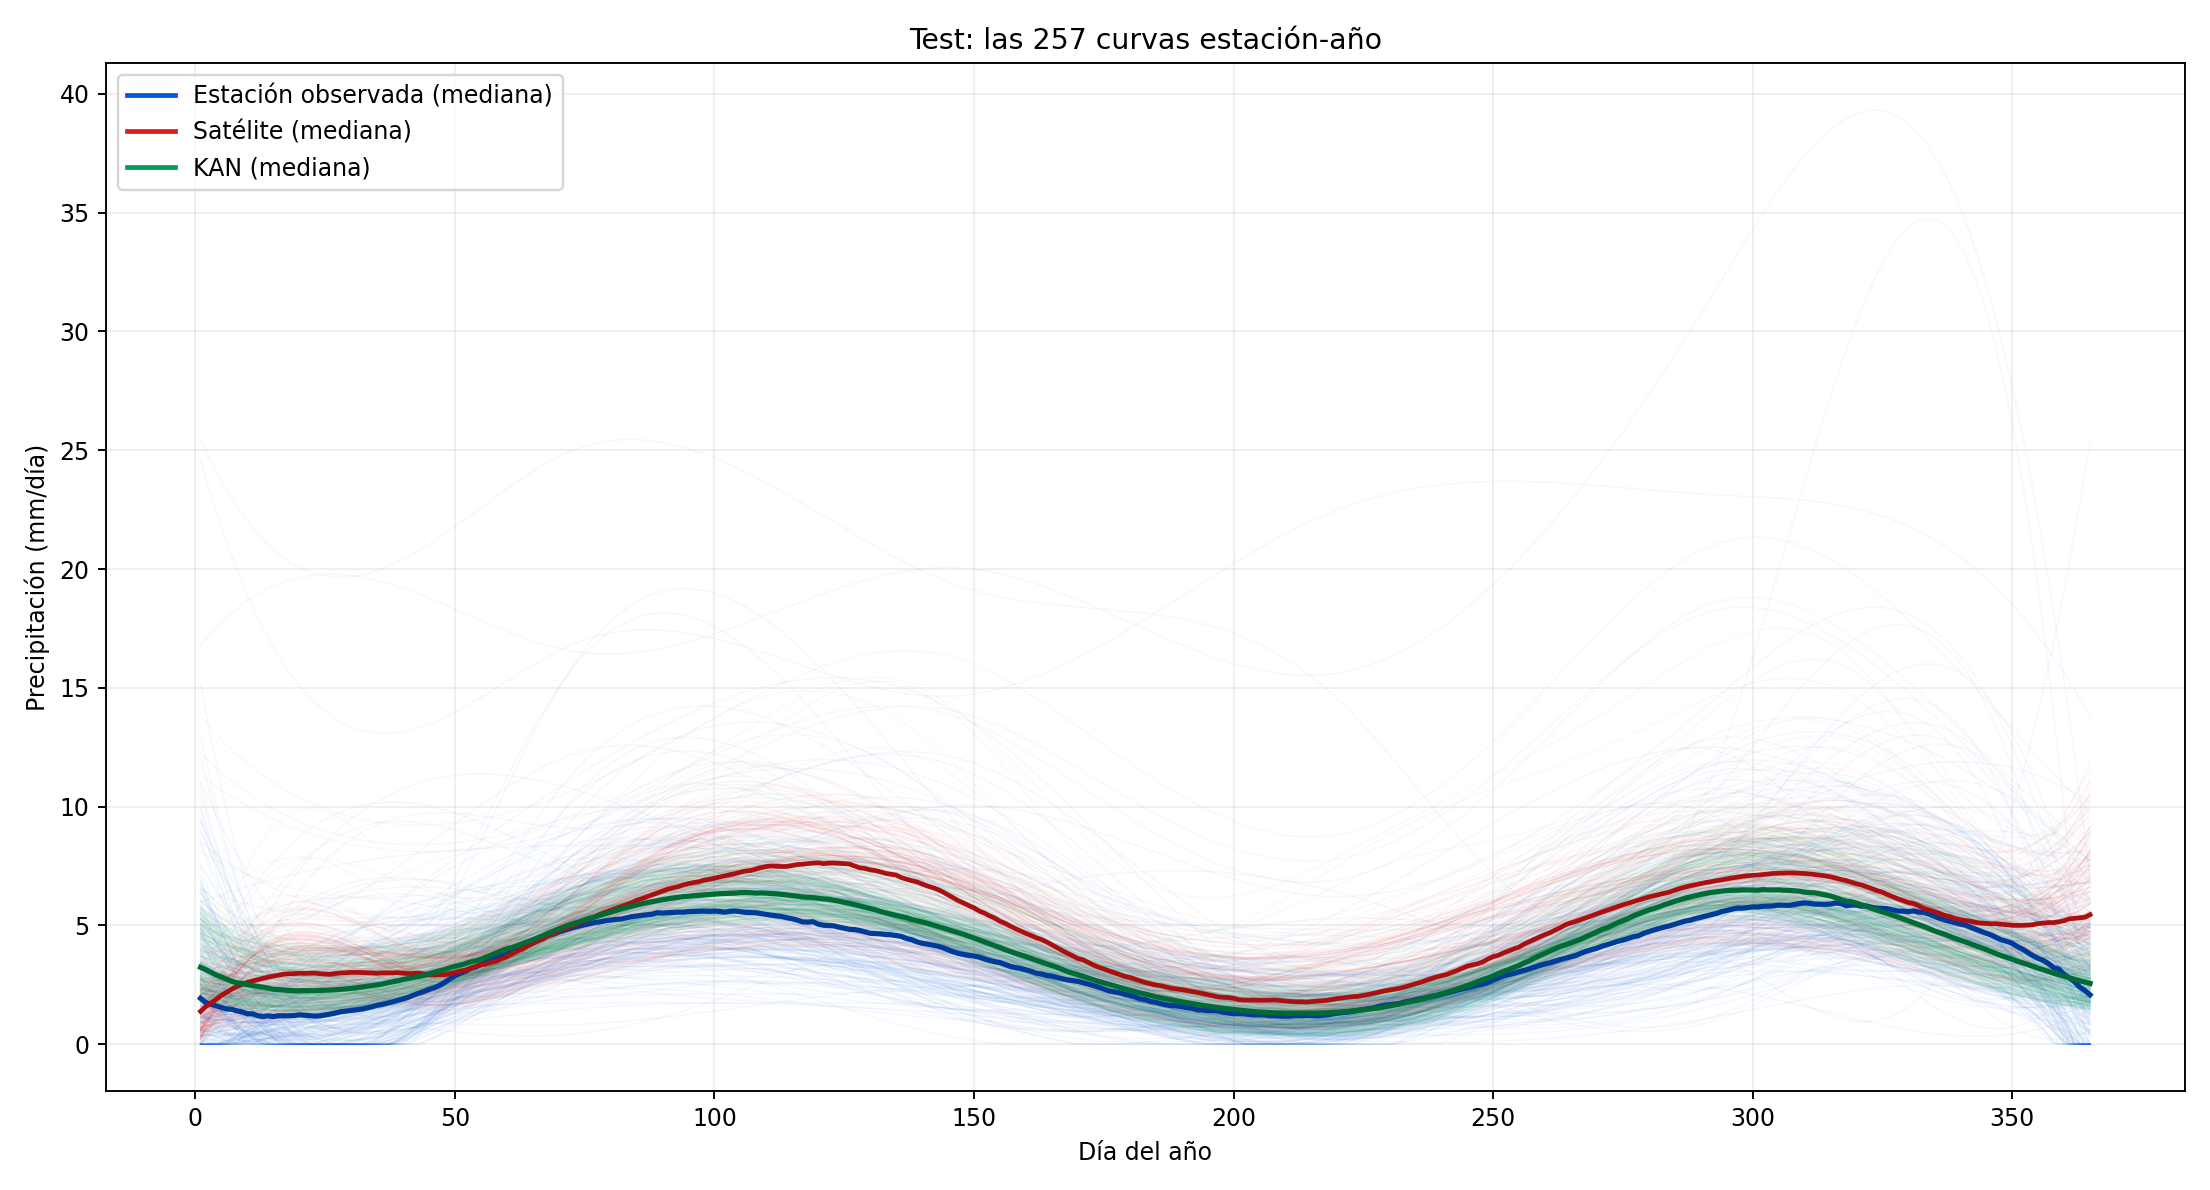 Test: las 257 curvas estación-año
Estación observada (mediana)
Satélite (mediana)
KAN (mediana)
Precipitación (mm/día)
40
35
30
25
20
15
10
5
0
0 50 100 150 200 250 300 350
Día del año